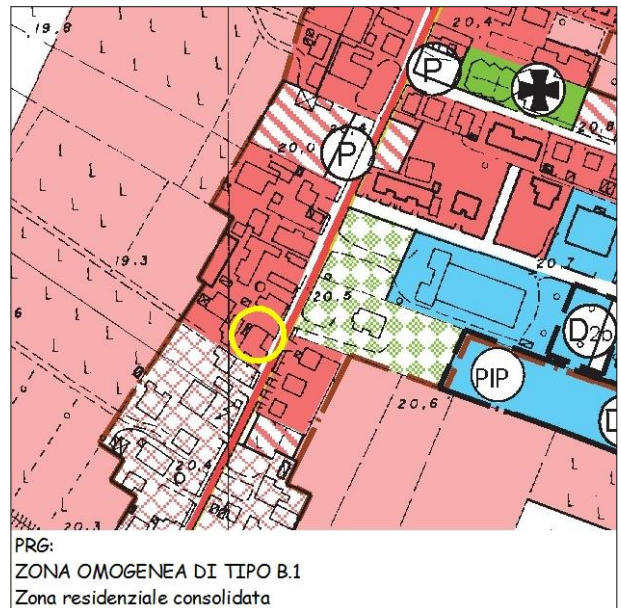 19.8
20.4
P
20.8
20.0
P
19.3
20.7
20.5
D2b
PIP
20.6
D
6
20.4
20.3
PRG:
ZONA OMOGENEA DI TIPO B.1
Zona residenziale consolidata